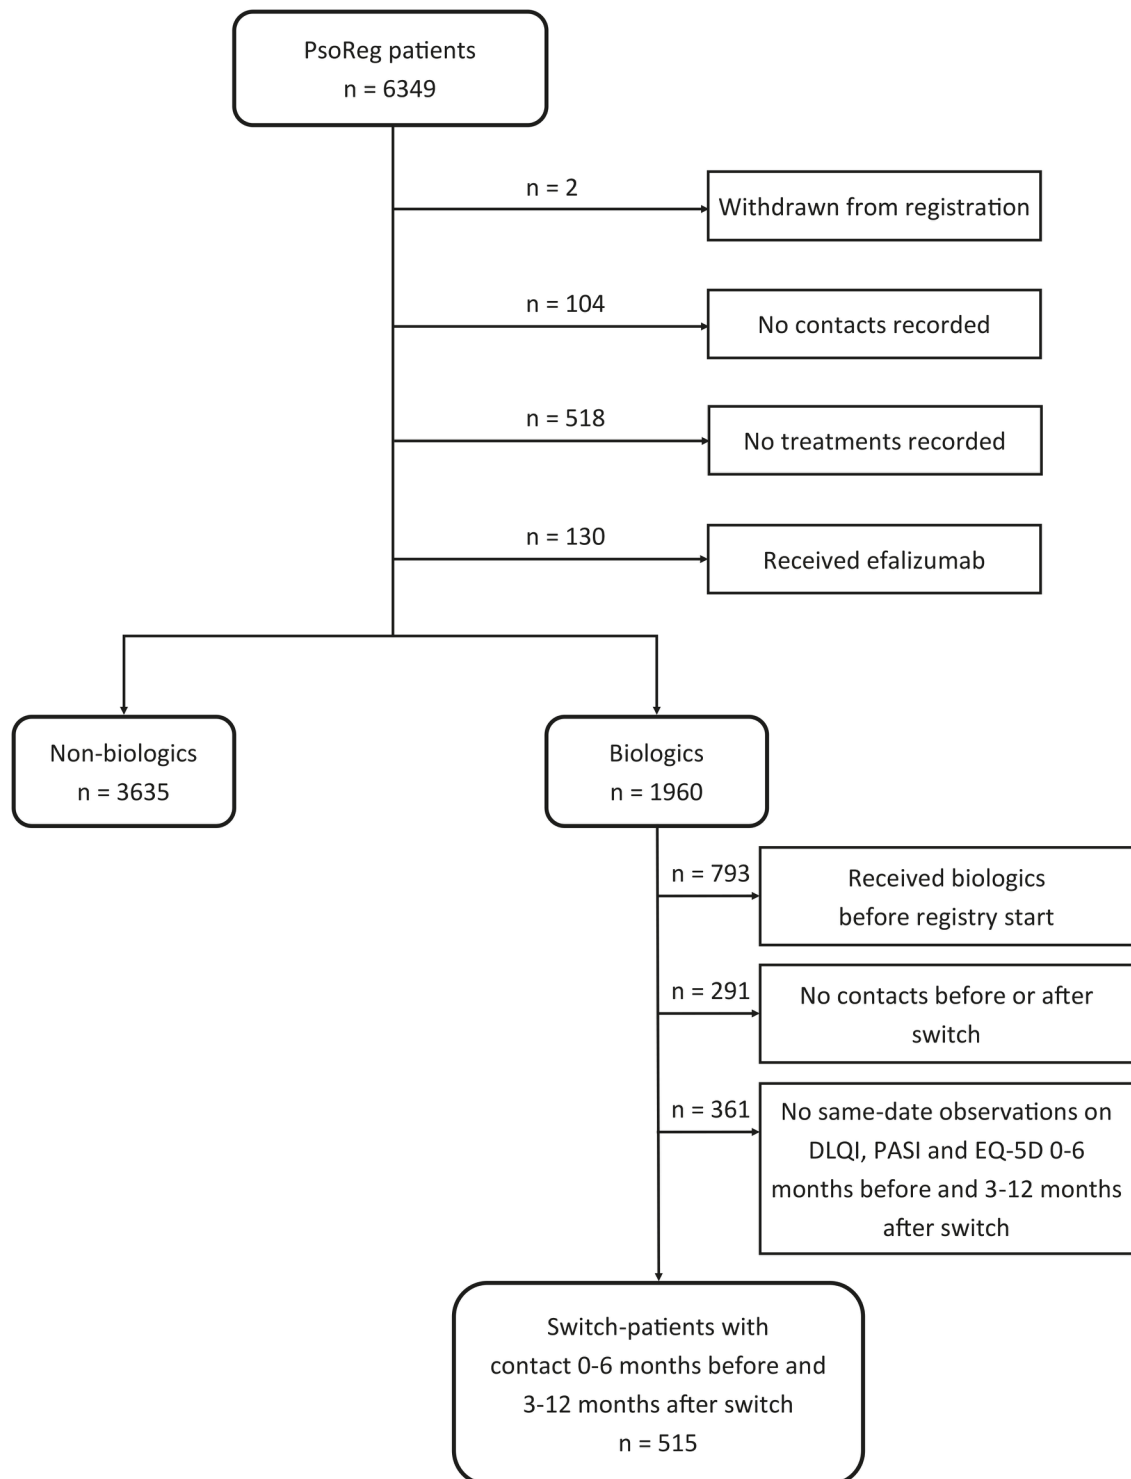 PsoReg patients
n = 6349
n = 2
Withdrawn from registration
n = 104
No contacts recorded
n = 518
No treatments recorded
n = 130
Received efalizumab
Non-biologics
n = 3635
Biologics
n = 1960
n = 793
Received biologics
before registry start
n = 291
No contacts before or after
switch
n = 361
No same-date observations on
DLQI, PASI and EQ-5D 0-6
months before and 3-12 months
after switch
Switch-patients with
contact 0-6 months before and
3-12 months after switch
n = 515